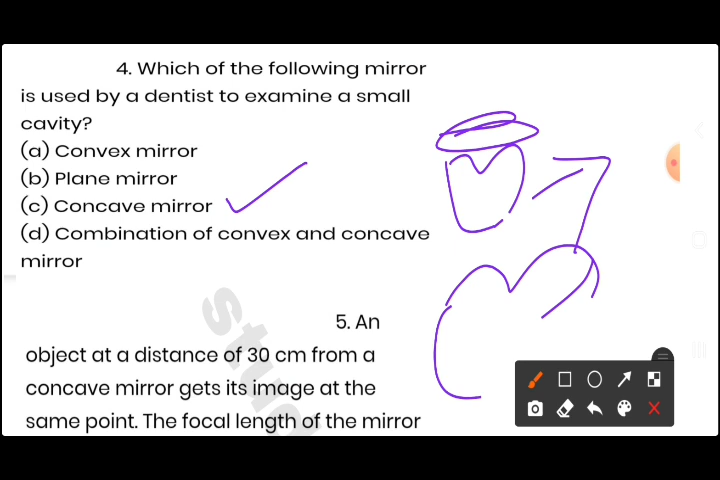 4. Which of the following mirror
is used by a dentist to examine a small
cavity?
(a) Convex mirror
(b) Plane mirror
(c) Concave mirror
(d) Combination of convex and concave
mirror
5. An
object at a distance of 30 cm from a
concave mirror gets its image at the
same point. The focal length of the mirror